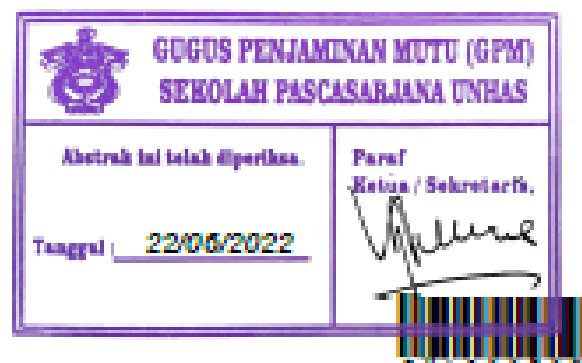 GUGUS PENJAMINAN MUTU (GPM)
SEKOLAH PASCASARJANA UNHAS
Abstrak ini telah diperiksa.
Tanggal : 22/06/2022
Paraf
Ketua / Sekretaris,